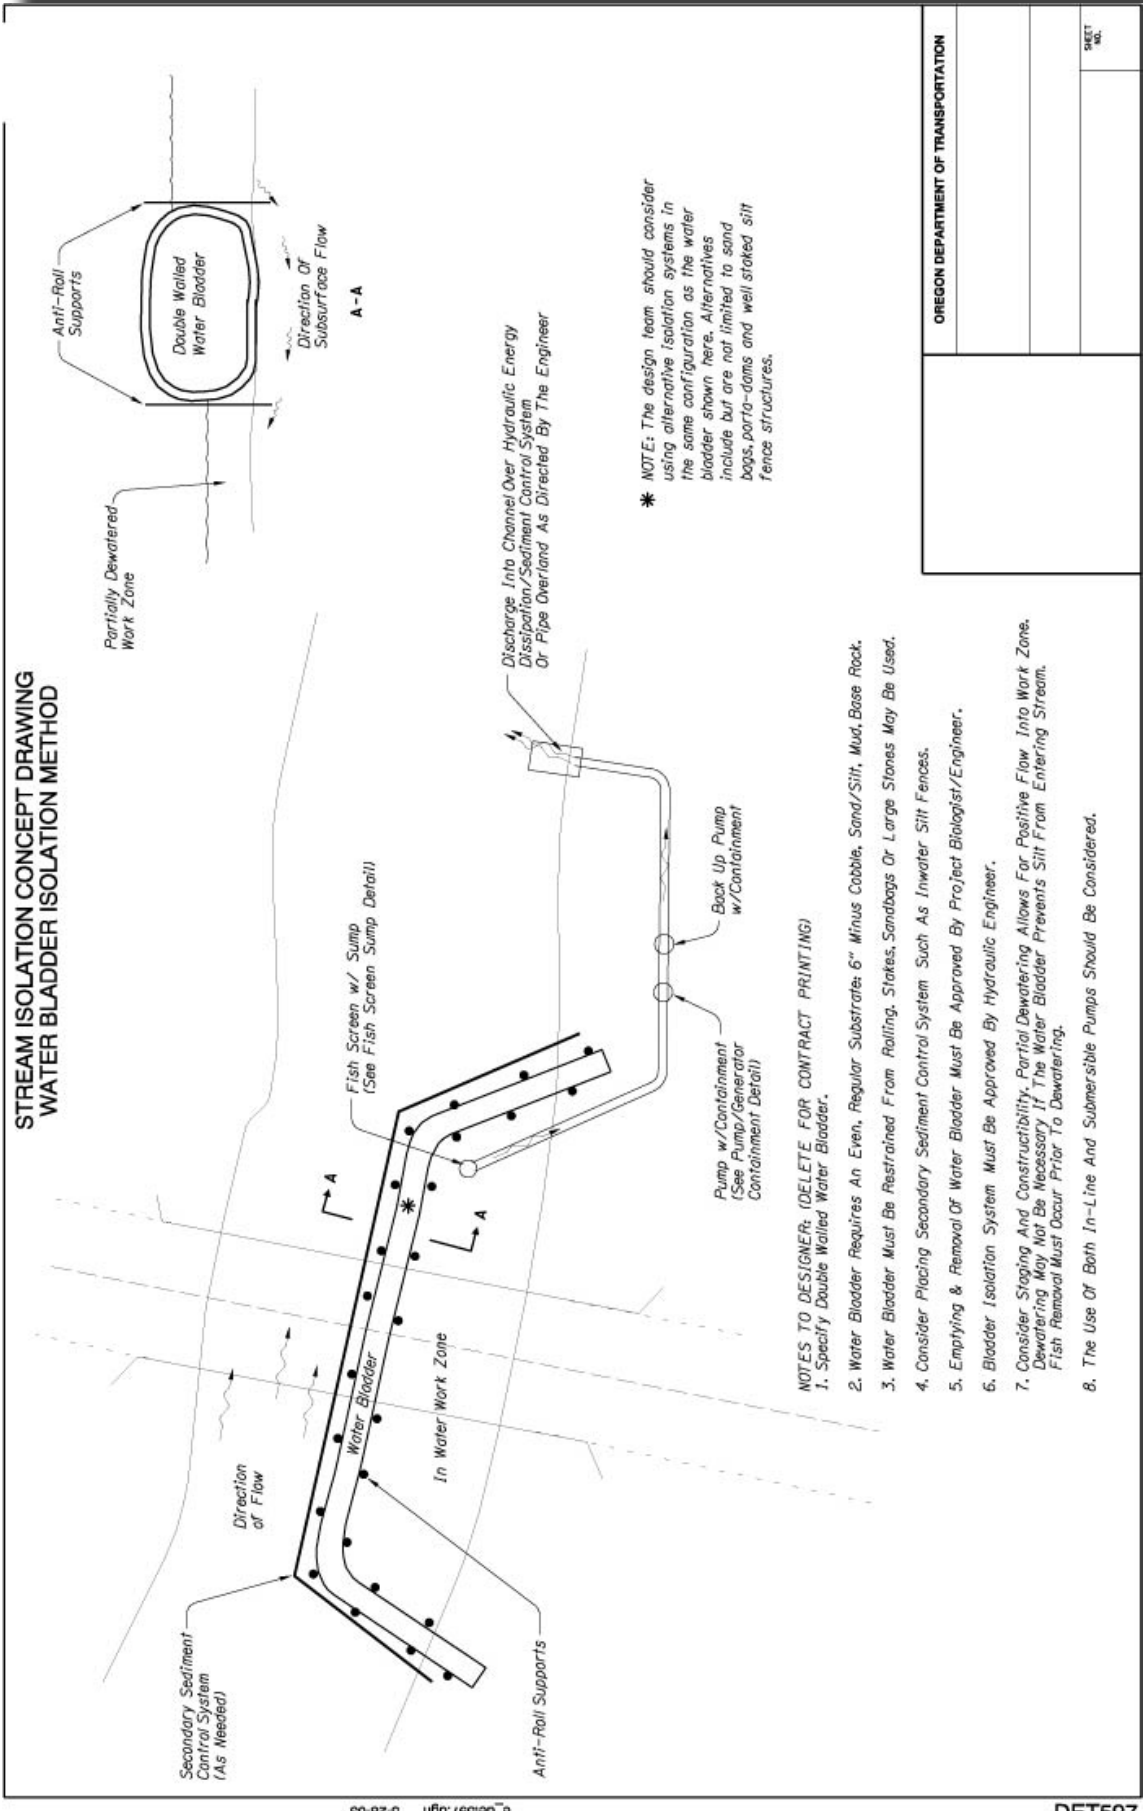 STREAM ISOLATION CONCEPT DRAWING
WATER BLADDER ISOLATION METHOD
Secondary Sediment
Control System
(As Needed)
Direction
of Flow
Water Bladder
In Water Work Zone
Anti-Roll Supports
A
A
*
Fish Screen w/ Sump
(See Fish Screen Sump Detail)
Pump w/Containment
(See Pump/Generator
Containment Detail)
Back Up Pump
w/Containment
Discharge Into Channel Over Hydraulic Energy
Dissipation/Sediment Control System
Or Pipe Overland As Directed By The Engineer
Partially Dewatered
Work Zone
Anti-Roll
Supports
Double Walled
Water Bladder
Direction Of
Subsurface Flow
A-A
* NOTE: The design team should consider
using alternative isolation systems in
the same configuration as the water
bladder shown here. Alternatives
include but are not limited to sand
bags, porta-dams and well staked silt
fence structures.
NOTES TO DESIGNER: (DELETE FOR CONTRACT PRINTING)
1. Specify Double Walled Water Bladder.
2. Water Bladder Requires An Even, Regular Substrate: 6" Minus Cobble, Sand/Silt, Mud, Base Rock.
3. Water Bladder Must Be Restrained From Rolling. Stakes, Sandbags Or Large Stones May Be Used.
4. Consider Placing Secondary Sediment Control System Such As Inwater Silt Fences.
5. Emptying & Removal Of Water Bladder Must Be Approved By Project Biologist/Engineer.
6. Bladder Isolation System Must Be Approved By Hydraulic Engineer.
7. Consider Staging And Constructibility. Partial Dewatering Allows For Positive Flow Into Work Zone.
Dewatering May Not Be Necessary If The Water Bladder Prevents Silt From Entering Stream.
Fish Removal Must Occur Prior To Dewatering.
8. The Use Of Both In-Line And Submersible Pumps Should Be Considered.
OREGON DEPARTMENT OF TRANSPORTATION
SHEET
NO.